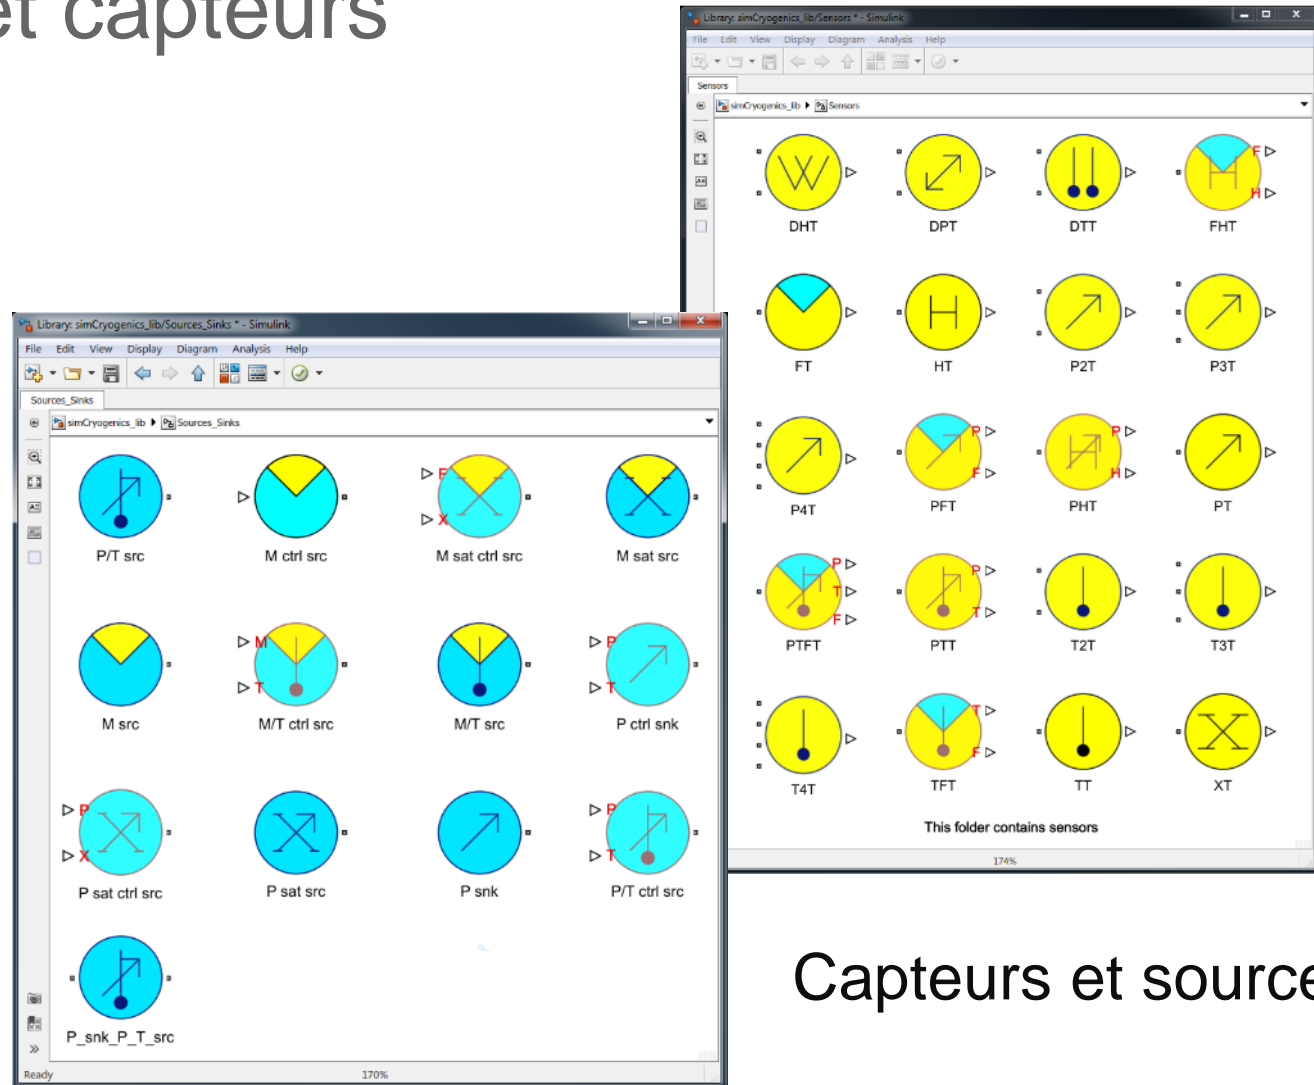 et capteurs
Library: simCryogenics_lib/Sensors * - Simulink
File Edit View Display Diagram Analysis Help
Sensors
simCryogenics_lib Sensors
F
H
DHT DPT DTT FHT
FT HT P2T P3T
P P
F H
P4T PFT PHT PT
P P
T
F T
PTFT PTT T2T T3T
T
F
T4T TFT TT XT
This folder contains sensors
174%
Library: simCryogenics_lib/Sources_Sinks * - Simulink
File Edit View Display Diagram Analysis Help
Sources_Sinks
simCryogenics_lib Sources_Sinks
F
X
P/T src M ctrl src M sat ctrl src M sat src
M P
T T
M src M/T ctrl src M/T src P ctrl snk
P P
X T
P sat ctrl src P sat src P snk P/T ctrl src
P_snk_P_T_src
Ready 170%
Capteurs et source